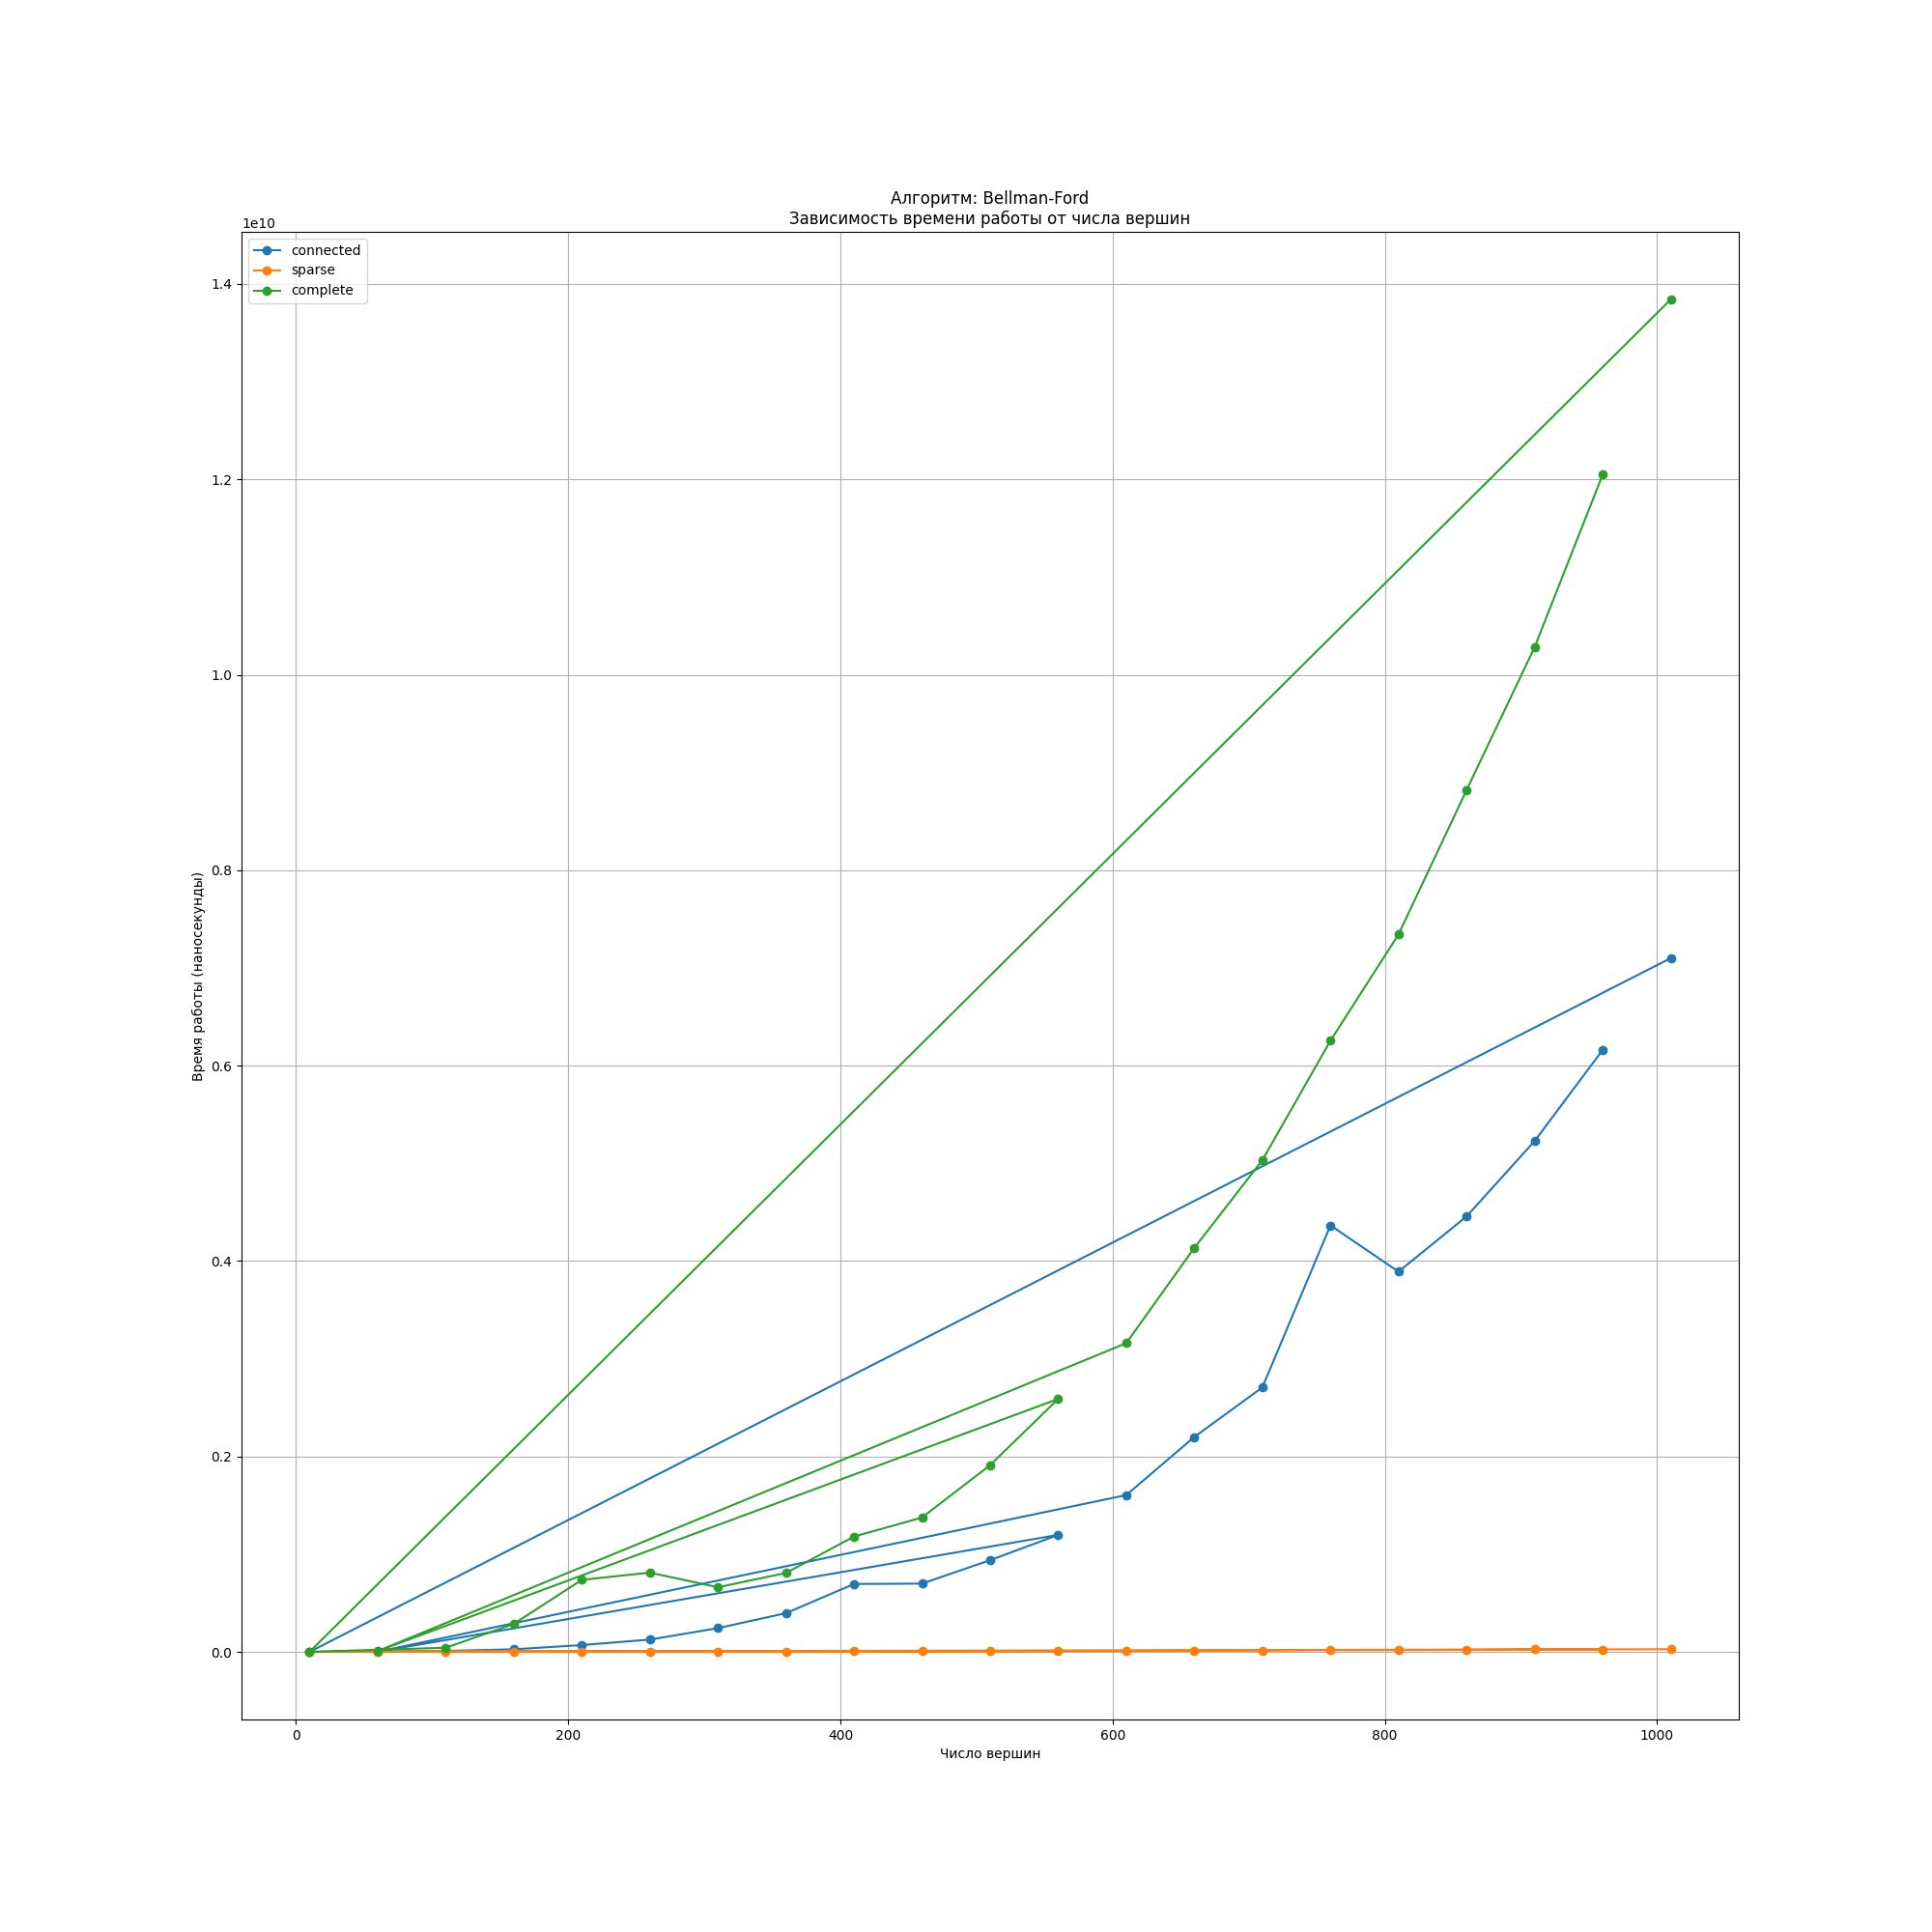 Алгоритм: Bellman-Ford
Зависимость времени работы от числа вершин
1e10
connected
sparse
complete
1.4
1.2
1.0
0.8
0.6
0.4
0.2
0.0
Время работы (наносекунды)
0 200 400 600 800 1000
Число вершин